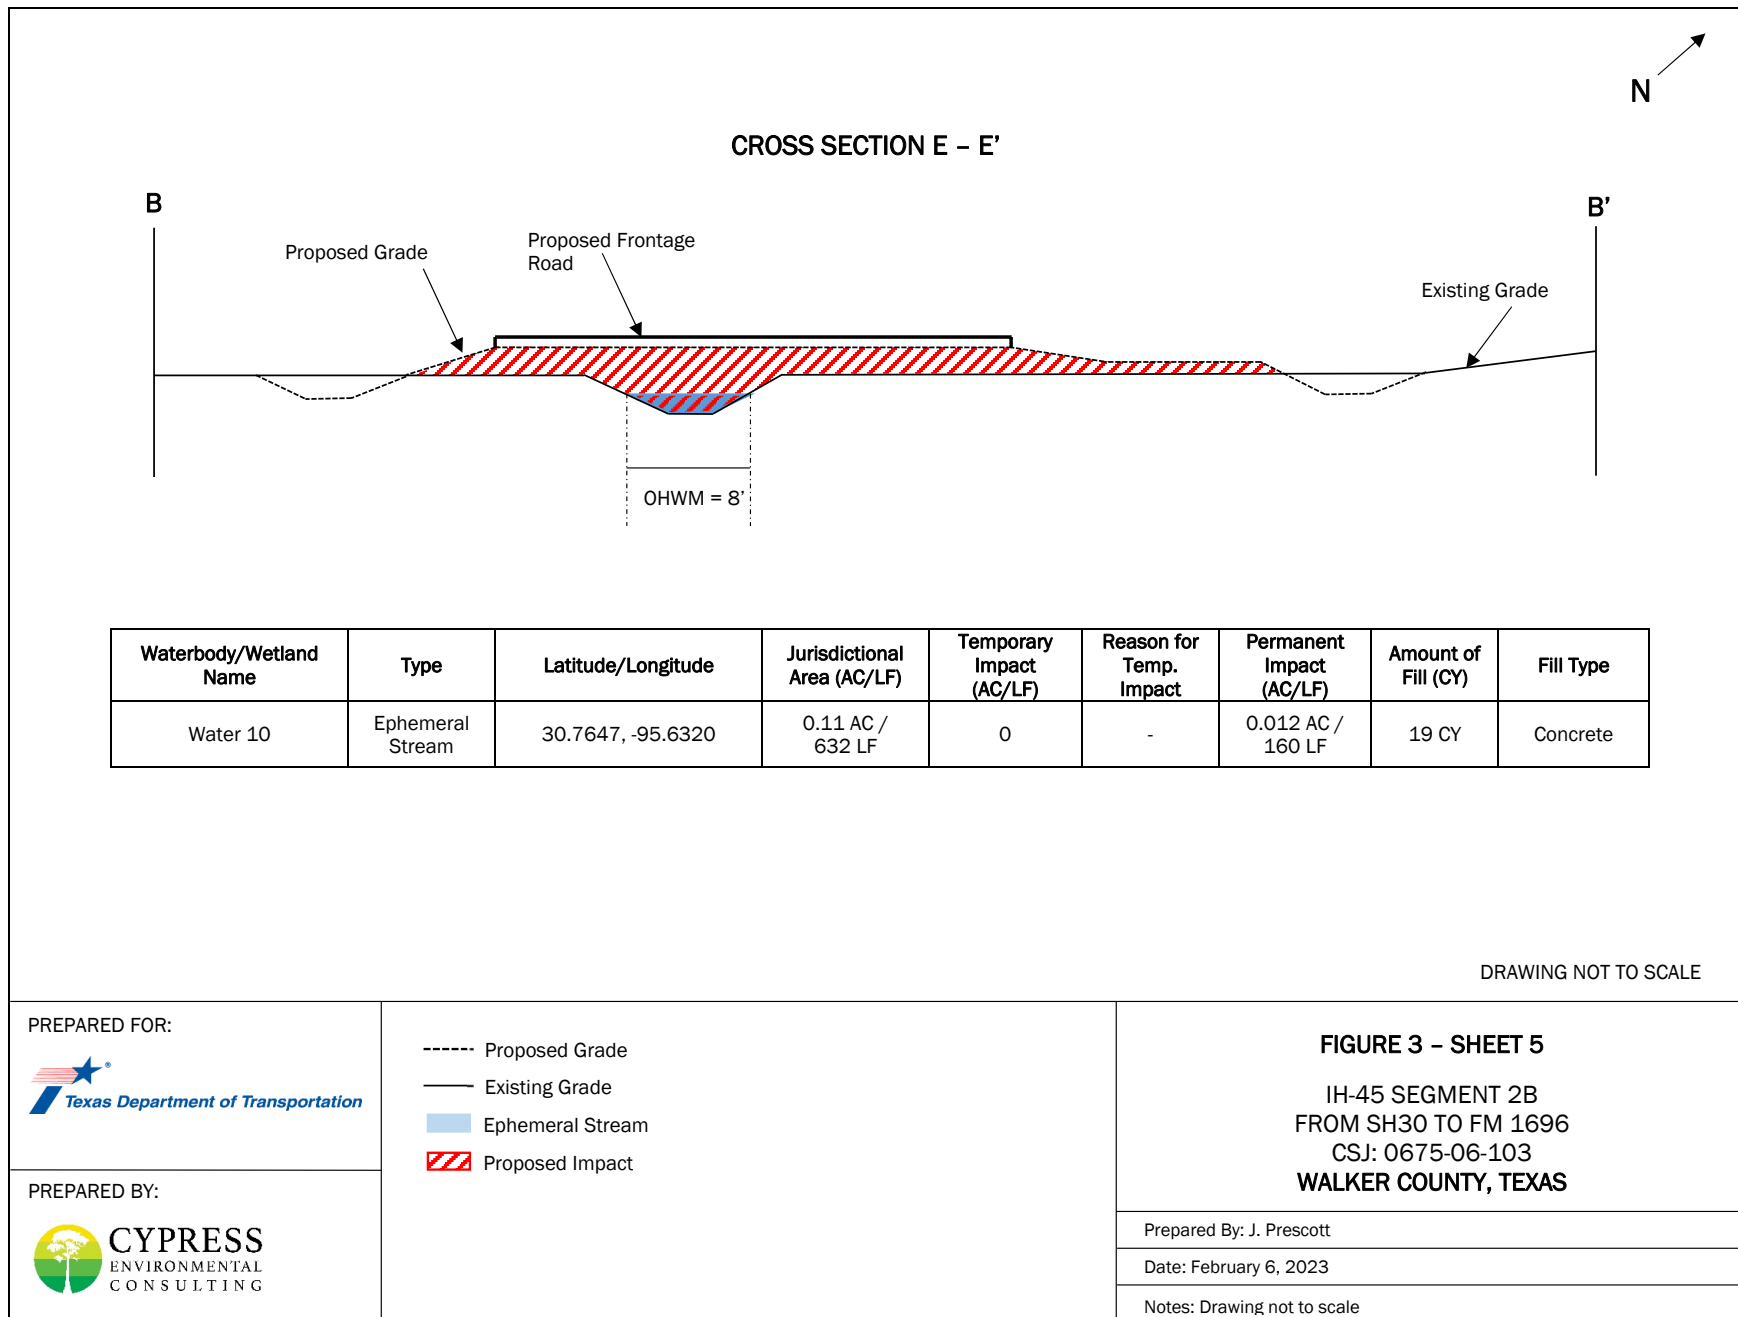 N
CROSS SECTION E – E’
B
B’
Proposed Grade
Proposed Frontage
Road
Existing Grade
OHWM = 8’
Waterbody/Wetland Name | Type | Latitude/Longitude | Jurisdictional Area (AC/LF) | Temporary Impact (AC/LF) | Reason for Temp. Impact | Permanent Impact (AC/LF) | Amount of Fill (CY) | Fill Type
Water 10 | Ephemeral Stream | 30.7647, -95.6320 | 0.11 AC / 632 LF | 0 | - | 0.012 AC / 160 LF | 19 CY | Concrete
DRAWING NOT TO SCALE
PREPARED FOR:
®
Texas Department of Transportation
PREPARED BY:
CYPRESS
ENVIRONMENTAL
CONSULTING
Proposed Grade
Existing Grade
Ephemeral Stream
Proposed Impact
FIGURE 3 – SHEET 5
IH-45 SEGMENT 2B
FROM SH30 TO FM 1696
CSJ: 0675-06-103
WALKER COUNTY, TEXAS
Prepared By: J. Prescott
Date: February 6, 2023
Notes: Drawing not to scale